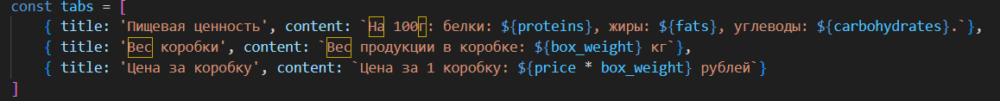 const tabs = [
{ title: 'Пищевая ценность', content: `На 100г: белки: ${proteins}, жиры: ${fats}, углеводы: ${carbohydrates}.`},
{ title: 'Вес коробки', content: `Вес продукции в коробке: ${box_weight} кг`},
{ title: 'Цена за коробку', content: `Цена за 1 коробку: ${price * box_weight} рублей`}
]